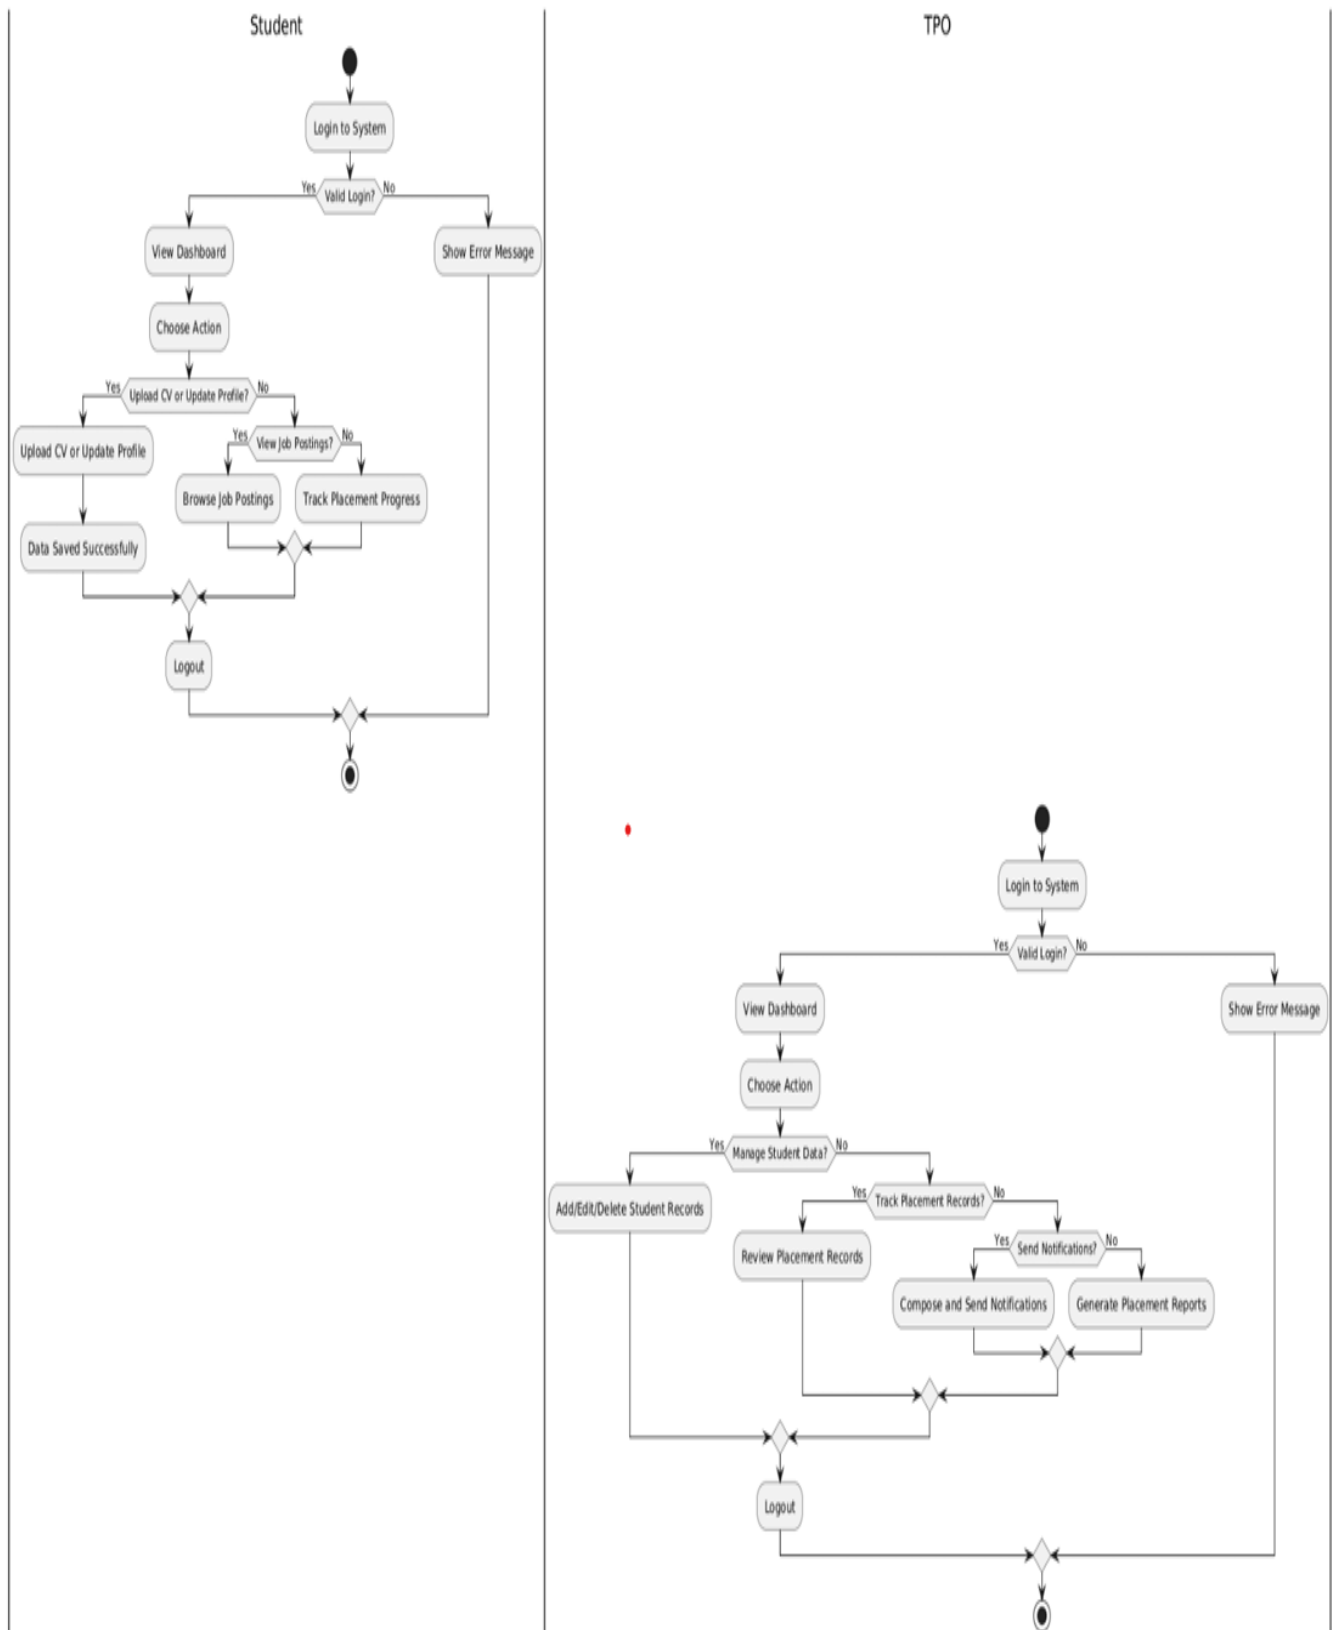 Student
TPO
Login to System
Yes
Valid Login?
No
View Dashboard
Show Error Message
Choose Action
Yes
Upload CV or Update Profile?
No
Upload CV or Update Profile
Yes
View Job Postings?
No
Browse Job Postings
Track Placement Progress
Data Saved Successfully
Logout
Login to System
Yes
Valid Login?
No
View Dashboard
Show Error Message
Choose Action
Yes
Manage Student Data?
No
Add/Edit/Delete Student Records
Yes
Track Placement Records?
No
Review Placement Records
Yes
Send Notifications?
No
Compose and Send Notifications
Generate Placement Reports
Logout